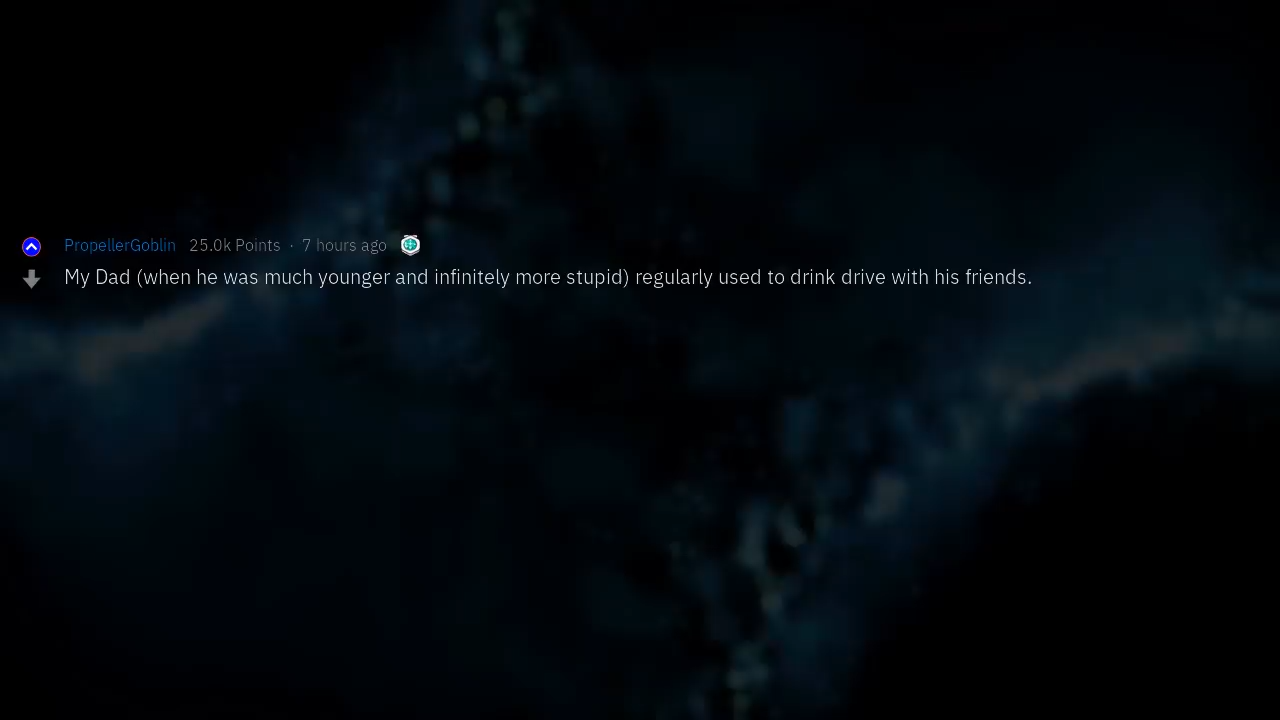 PropellerGoblin 25.0k Points · 7 hours ago
My Dad (when he was much younger and infinitely more stupid) regularly used to drink drive with his friends.